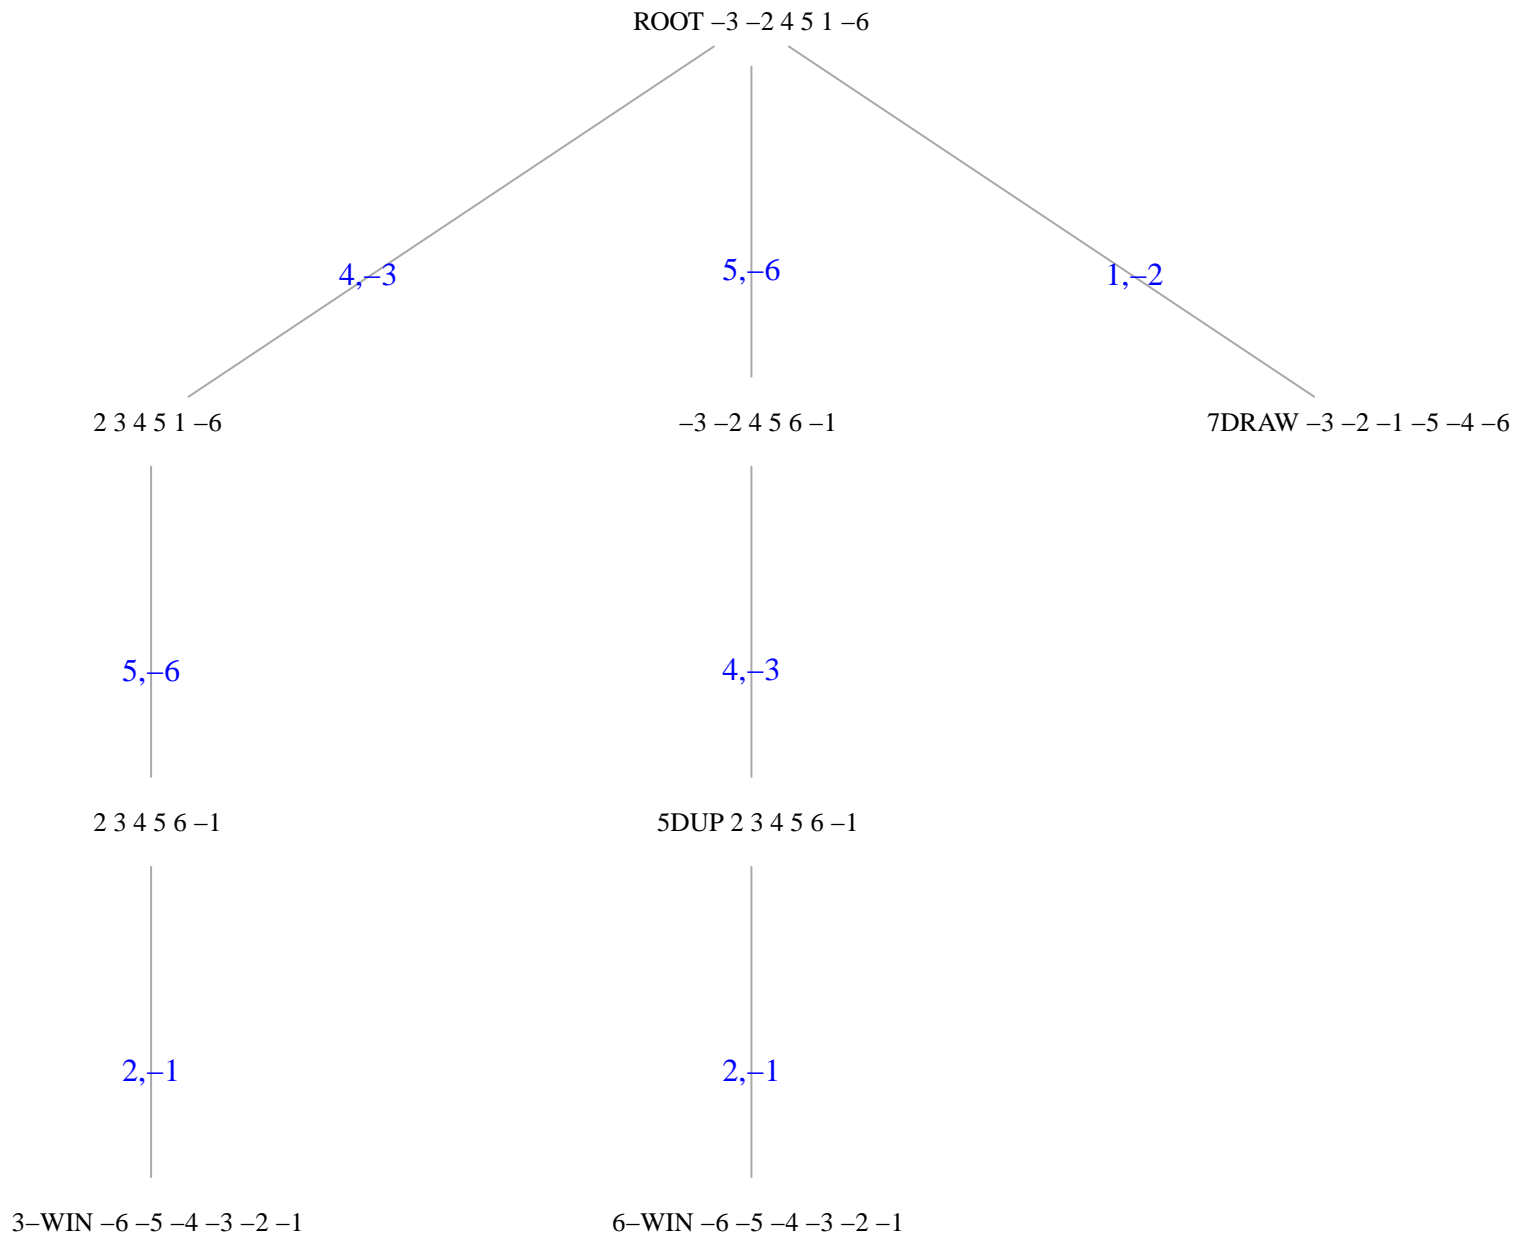 ROOT –3 –2 4 5 1 –6
4,–3
5,–6
1,–2
2 3 4 5 1 –6
–3 –2 4 5 6 –1
7DRAW –3 –2 –1 –5 –4 –6
5,–6
4,–3
2 3 4 5 6 –1
5DUP 2 3 4 5 6 –1
2,–1
2,–1
3–WIN –6 –5 –4 –3 –2 –1
6–WIN –6 –5 –4 –3 –2 –1